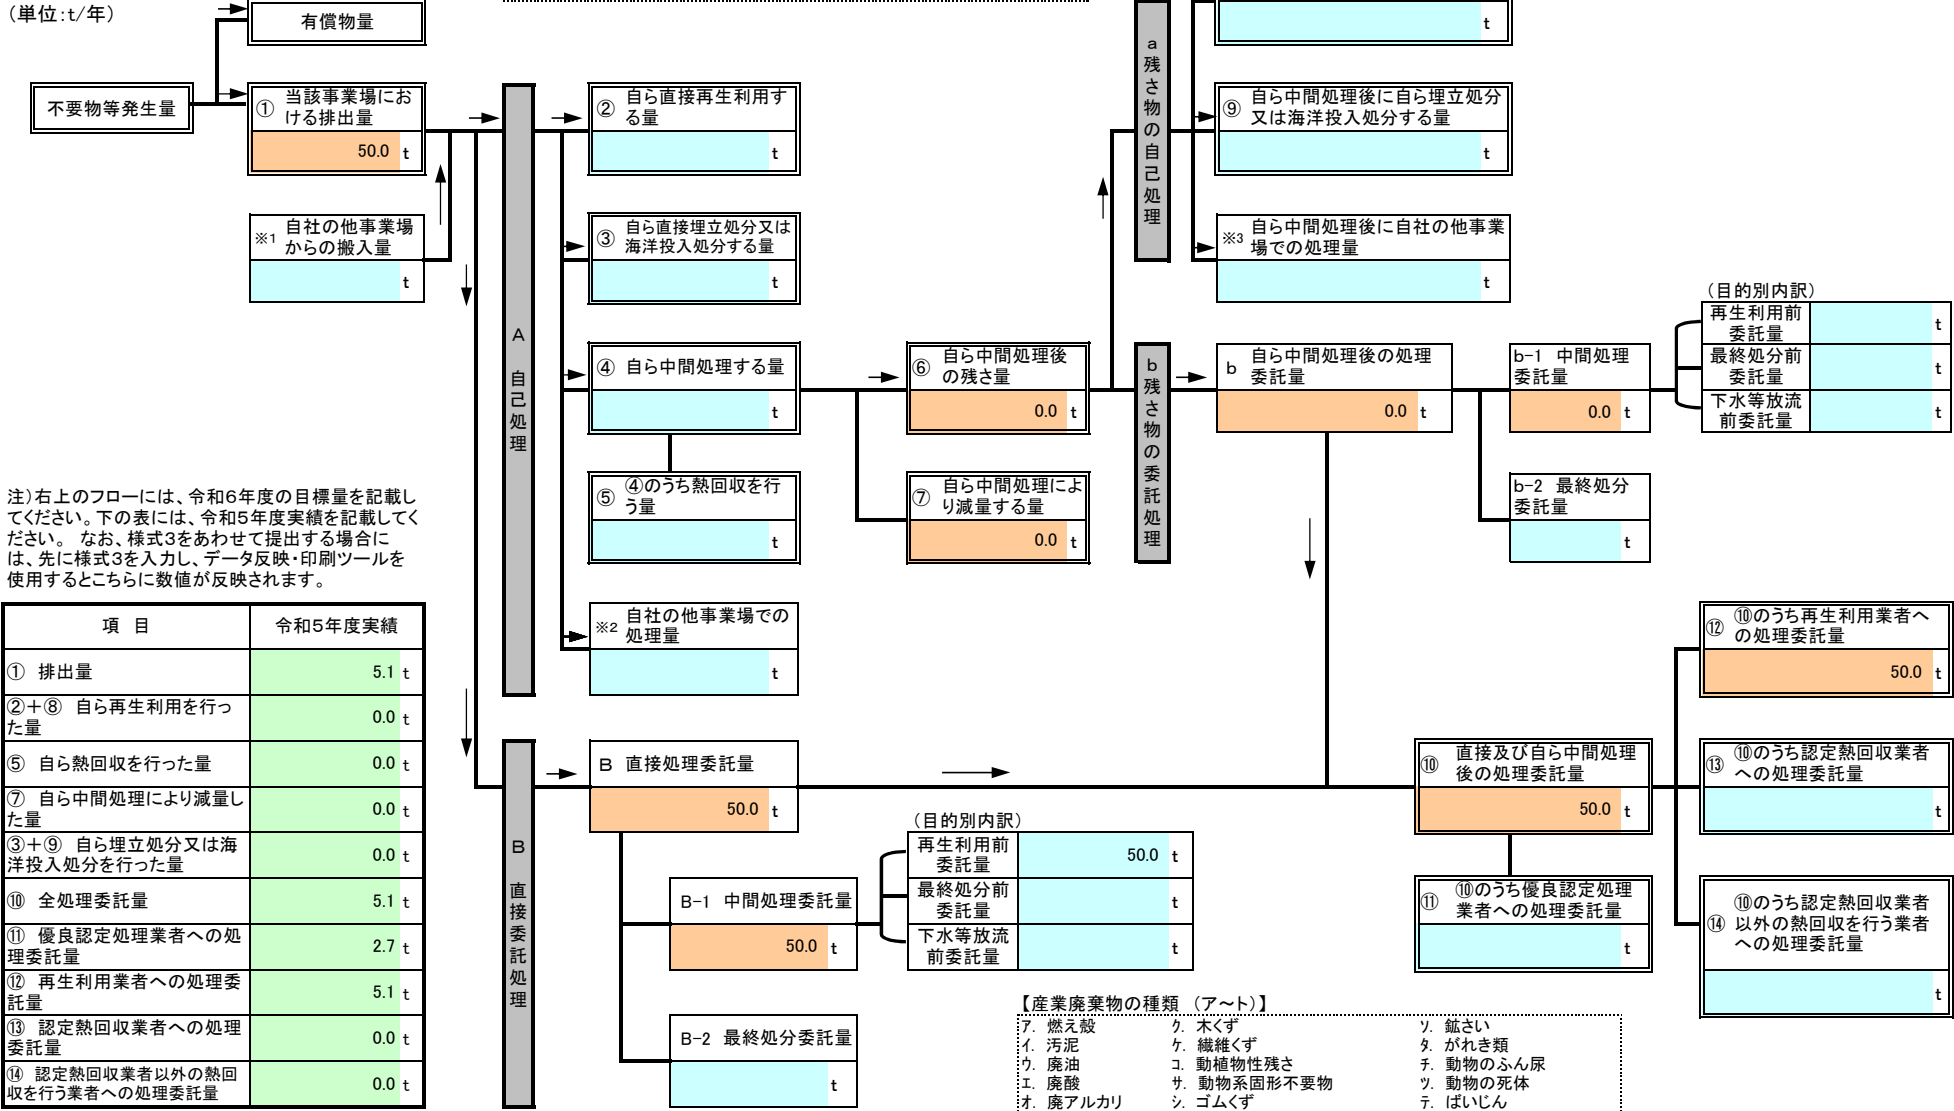 (単位:t/年)
有償物量
t
不要物等発生量
① 当該事業場にお
ける排出量
50.0 t
※1 自社の他事業場
からの搬入量
t
A 自己処理
② 自ら直接再生利用す
る量
t
③ 自ら直接埋立処分又は
海洋投入処分する量
t
④ 自ら中間処理する量
t
⑤ ④のうち熱回収を行
う量
t
※2 自社の他事業場での
処理量
t
⑥ 自ら中間処理後
の残さ量
0.0 t
⑦ 自ら中間処理によ
り減量する量
0.0 t
a 残さ物の自己処理
⑨ 自ら中間処理後に自ら埋立処分
又は海洋投入処分する量
t
※3 自ら中間処理後に自社の他事業
場での処理量
t
b 残さ物の委託処理
b 自ら中間処理後の処理
委託量
0.0 t
b-1 中間処理
委託量
0.0 t
b-2 最終処分
委託量
t
(目的別内訳)
再生利用前
委託量
t
最終処分前
委託量
t
下水等放流
前委託量
t
注)右上のフローには、令和6年度の目標量を記載し
てください。下の表には、令和5年度実績を記載してく
ださい。 なお、様式3をあわせて提出する場合に
は、先に様式3を入力し、データ反映・印刷ツールを
使用するとこちらに数値が反映されます。
項 目 令和5年度実績
① 排出量 5.1 t
②+⑧ 自ら再生利用を行っ
た量
0.0 t
⑤ 自ら熱回収を行った量 0.0 t
⑦ 自ら中間処理により減量し
た量
0.0 t
③+⑨ 自ら埋立処分又は海
洋投入処分を行った量
0.0 t
⑩ 全処理委託量 5.1 t
⑪ 優良認定処理業者への処
理委託量
2.7 t
⑫ 再生利用業者への処理委
託量
5.1 t
⑬ 認定熱回収業者への処理
委託量
0.0 t
⑭ 認定熱回収業者以外の熱回
収を行う業者への処理委託量
0.0 t
B 直接委託処理
B 直接処理委託量
50.0 t
B-1 中間処理委託量
50.0 t
B-2 最終処分委託量
t
(目的別内訳)
再生利用前
委託量
50.0 t
最終処分前
委託量
t
下水等放流
前委託量
t
⑩ 直接及び自ら中間処理
後の処理委託量
50.0 t
⑪ ⑩のうち優良認定処理
業者への処理委託量
t
⑫ ⑩のうち再生利用業者へ
の処理委託量
50.0 t
⑬ ⑩のうち認定熱回収業者
への処理委託量
t
⑭ ⑩のうち認定熱回収業者
以外の熱回収を行う業者
への処理委託量
t
【産業廃棄物の種類 (ア~ト)】
ア. 燃え殻 ク. 木くず ソ. 鉱さい
イ. 汚泥 ケ. 繊維くず タ. がれき類
ウ. 廃油 コ. 動植物性残さ チ. 動物のふん尿
エ. 廃酸 サ. 動物系固形不要物 ツ. 動物の死体
オ. 廃アルカリ シ. ゴムくず テ. ばいじん